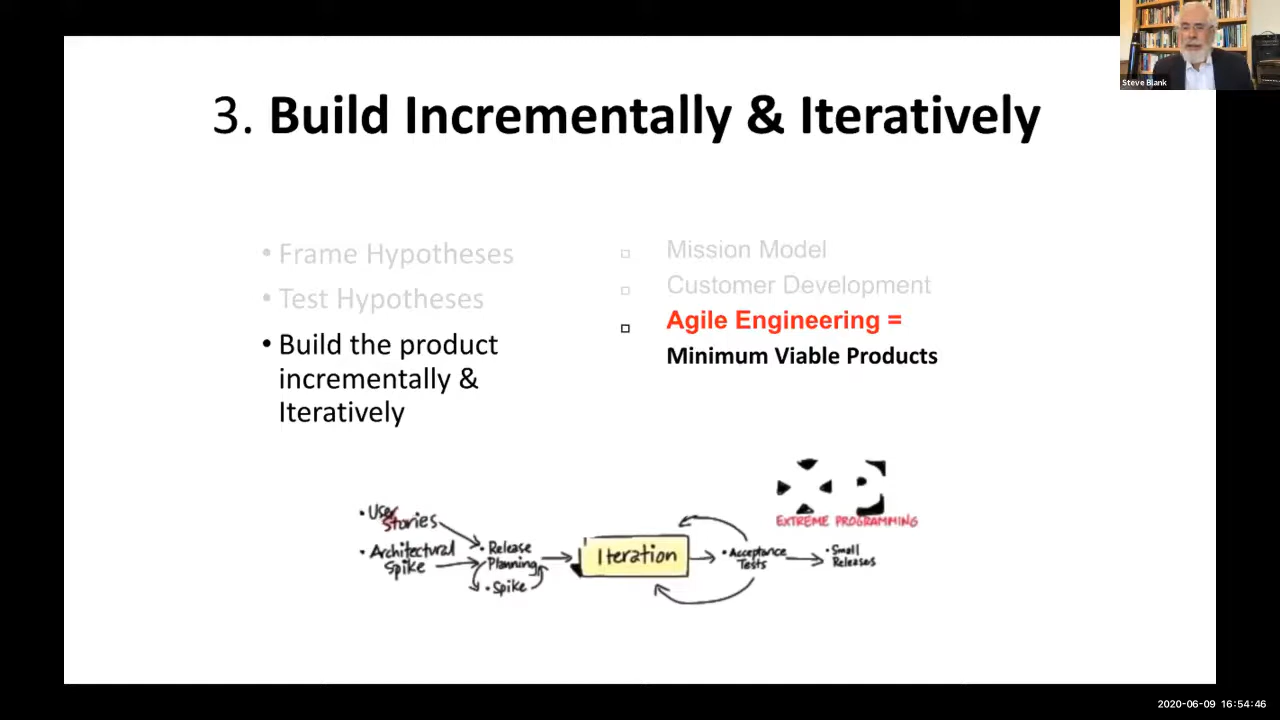 Steve Blank
3. Build Incrementally & Iteratively
• Frame Hypotheses
• Test Hypotheses
• Build the product
incrementally &
Iteratively
Mission Model
Customer Development
Agile Engineering =
Minimum Viable Products
XP
EXTREME PROGRAMMING
• User
Stories
• Architectural
Spike
• Release
Planning
• Spike
Iteration
• Acceptance
Tests
• Small
Releases
2020-06-09 16:54:46